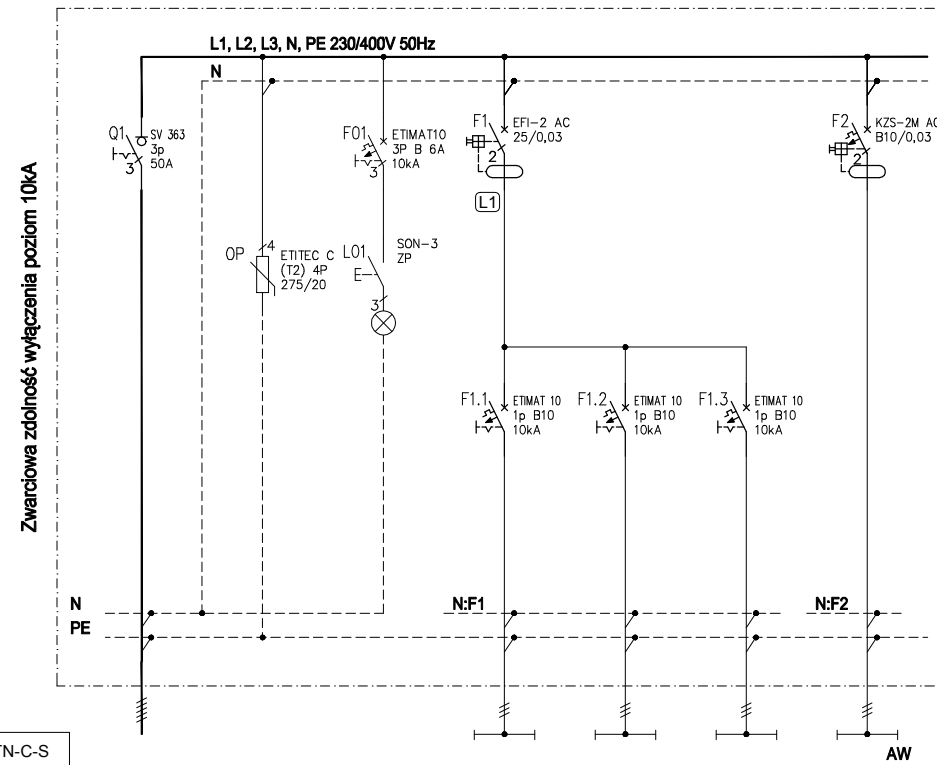 L1, L2, L3, N, PE 230/400V 50Hz
N
Zwarciowa zdolność wyłączenia poziom 10kA
Q1
SV 363
3p
50A
3
F01
ETIMAT10
3P B 6A
10kA
3
F1
EFI-2 AC
25/0,03
2
L1
F2
KZS-2M AC
B10/0,03
2
OP
4
ETITEC C
(T2) 4P
275/20
L01
SON-3
ZP
E
3
F1.1
ETIMAT 10
1p B10
10kA
F1.2
ETIMAT 10
1p B10
10kA
F1.3
ETIMAT 10
1p B10
10kA
N
PE
N:F1
N:F2
TN-C-S
AW